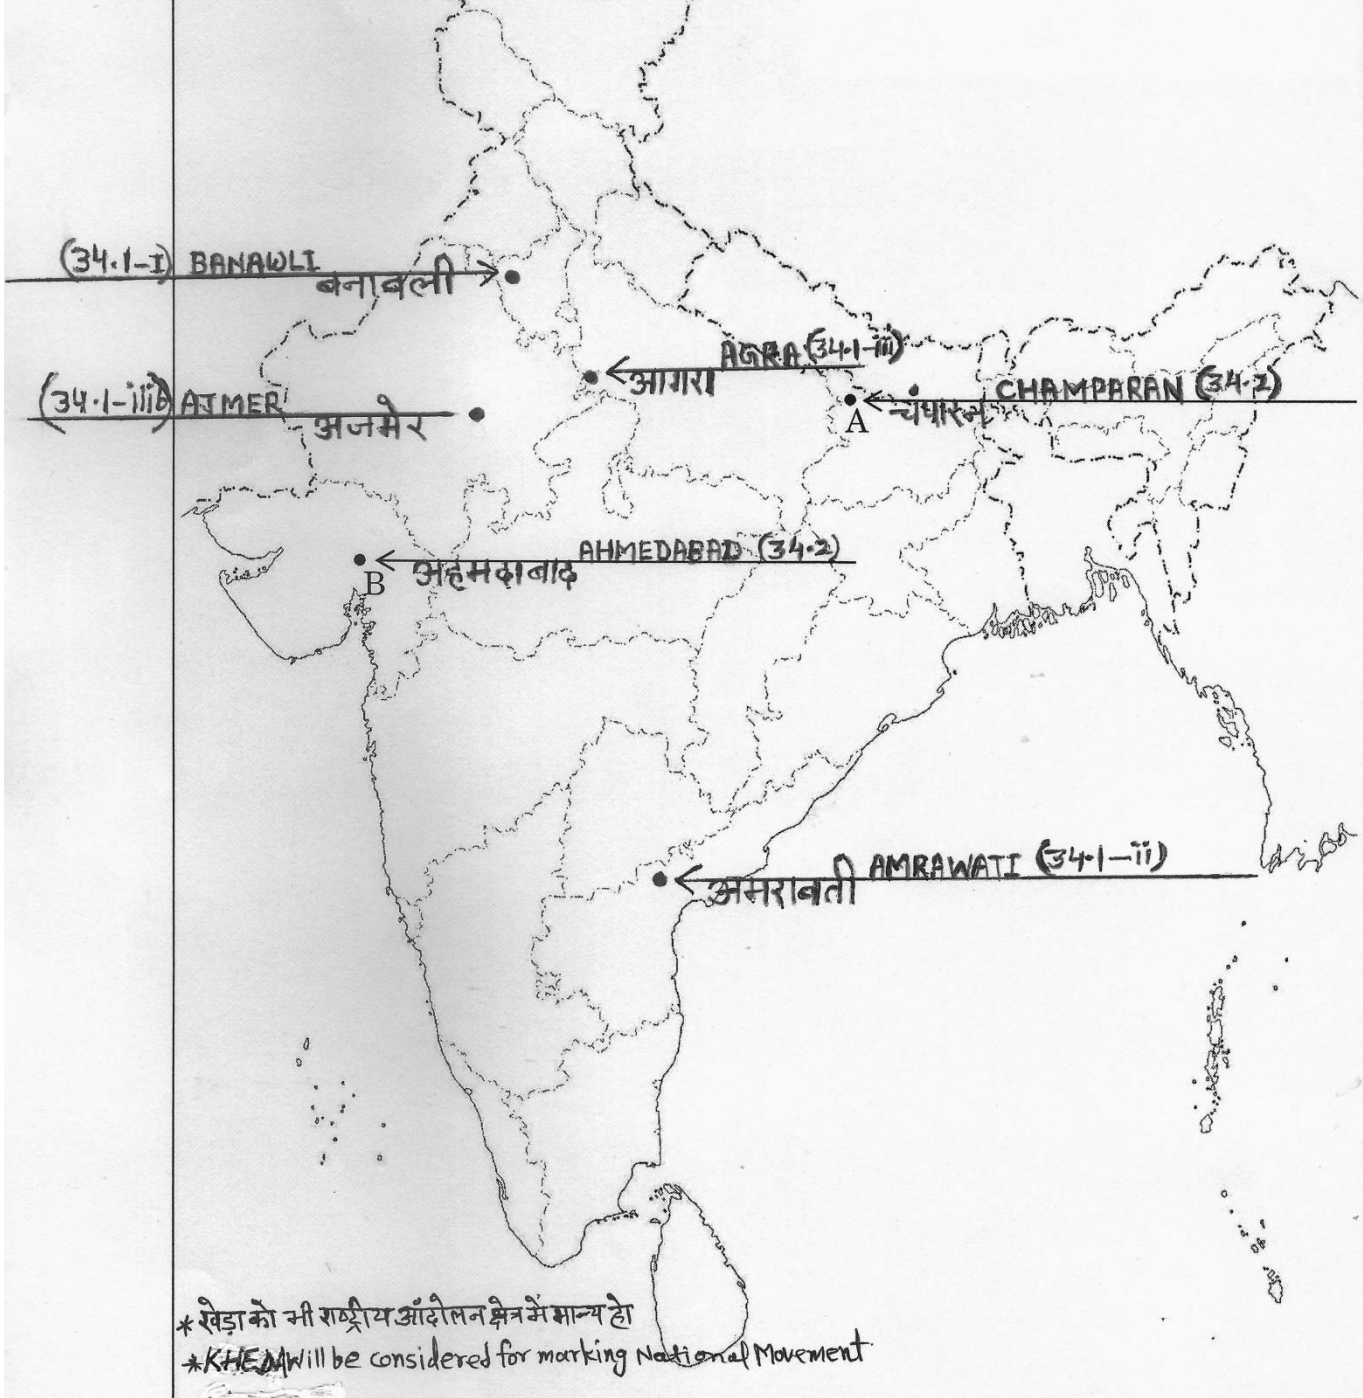 (34.1-I) BANAWLI
बनावली
AGRA (34.1-iii)
आगरा
(34.1-iiib) AJMER
अजमेर
CHAMPARAN (34.2)
चंपारन
A
AHMEDABAD (34.2)
अहमदाबाद
B
AMRAWATI (34.1-ii)
अमरावती
* खेड़ा को भी राष्ट्रीय आंदोलन क्षेत्र में मान्य हो
* KHEDA Will be considered for marking National Movement